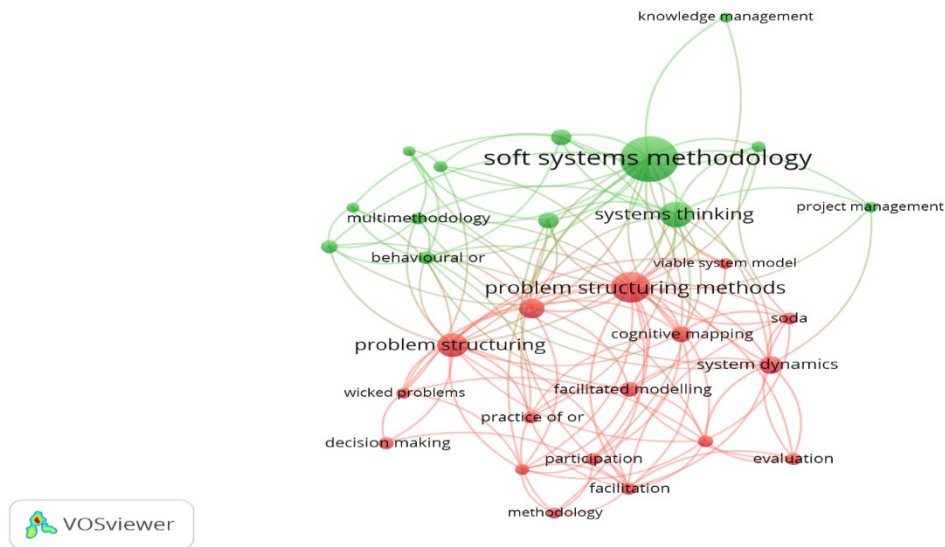 knowledge management
soft systems methodology
multimethodology
systems thinking
project management
behavioural or
viable system model
problem structuring methods
soda
cognitive mapping
problem structuring
system dynamics
wicked problems
facilitated modelling
practice of or
decision making
participation
evaluation
facilitation
methodology
VOSviewer